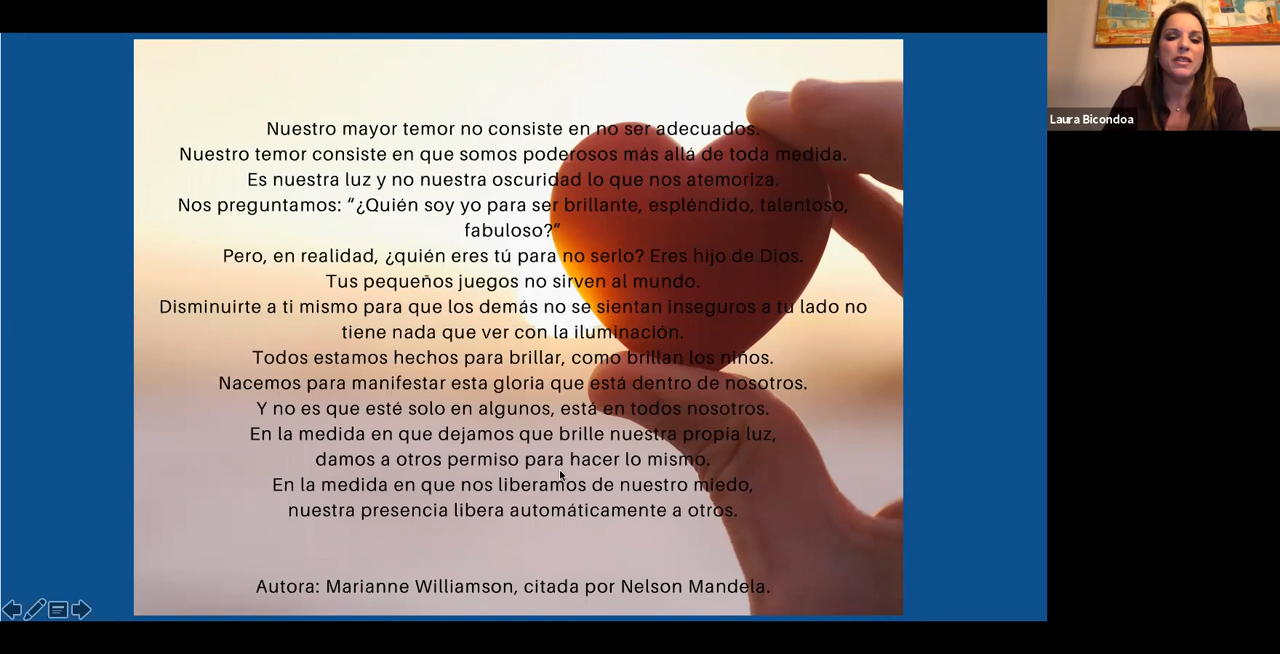 Nuestro mayor temor no consiste en no ser adecuados.
Nuestro temor consiste en que somos poderosos más allá de toda medida.
Es nuestra luz y no nuestra oscuridad lo que nos atemoriza.
Nos preguntamos: “¿Quién soy yo para ser brillante, espléndido, talentoso,
fabuloso?”
Pero, en realidad, ¿quién eres tú para no serlo? Eres hijo de Dios.
Tus pequeños juegos no sirven al mundo.
Disminuirte a ti mismo para que los demás no se sientan inseguros a tu lado no
tiene nada que ver con la iluminación.
Todos estamos hechos para brillar, como brillan los niños.
Nacemos para manifestar esta gloria que está dentro de nosotros.
Y no es que esté solo en algunos, está en todos nosotros.
En la medida en que dejamos que brille nuestra propia luz,
damos a otros permiso para hacer lo mismo.
En la medida en que nos liberamos de nuestro miedo,
nuestra presencia libera automáticamente a otros.
Autora: Marianne Williamson, citada por Nelson Mandela.
Laura Bicondoa